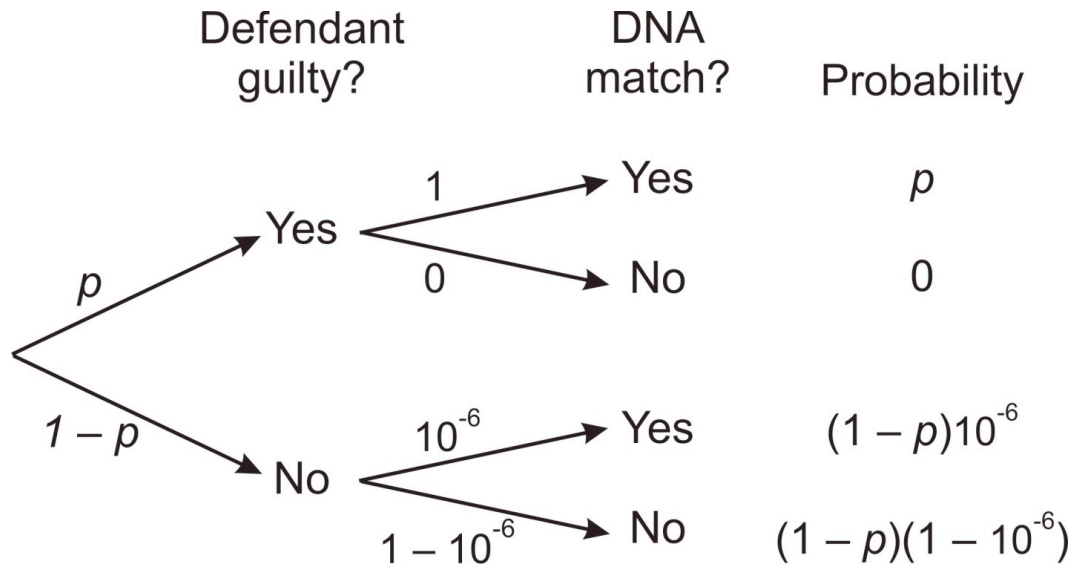 Defendant guilty?
DNA match?
Probability
p
1 – p
Yes
No
1
0
10⁻⁶
1 – 10⁻⁶
Yes
No
Yes
No
p
0
(1 – p)10⁻⁶
(1 – p)(1 – 10⁻⁶)